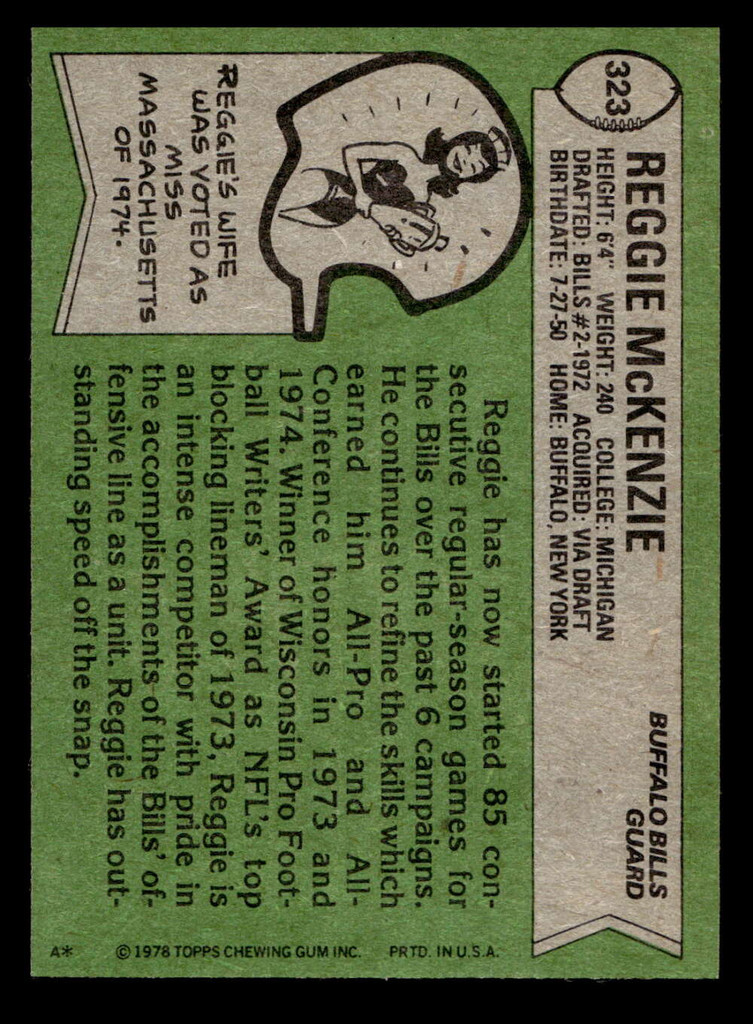 323
REGGIE McKENZIE
BUFFALO BILLS
GUARD
HEIGHT: 6'4" WEIGHT: 240 COLLEGE: MICHIGAN
DRAFTED: BILLS #2-1972 ACQUIRED: VIA DRAFT
BIRTHDATE: 7-27-50 HOME: BUFFALO, NEW YORK
REGGIE'S WIFE
WAS VOTED AS
MISS
MASSACHUSETTS
OF 1974.
Reggie has now started 85 con-
secutive regular-season games for
the Bills over the past 6 campaigns.
He continues to refine the skills which
earned him All-Pro and All-
Conference honors in 1973 and
1974. Winner of Wisconsin Pro Foot-
ball Writers' Award as NFL's top
blocking lineman of 1973, Reggie is
an intense competitor with pride in
the accomplishments of the Bills' of-
fensive line as a unit. Reggie has out-
standing speed off the snap.
A* © 1978 TOPPS CHEWING GUM INC. PRTD. IN U.S.A.